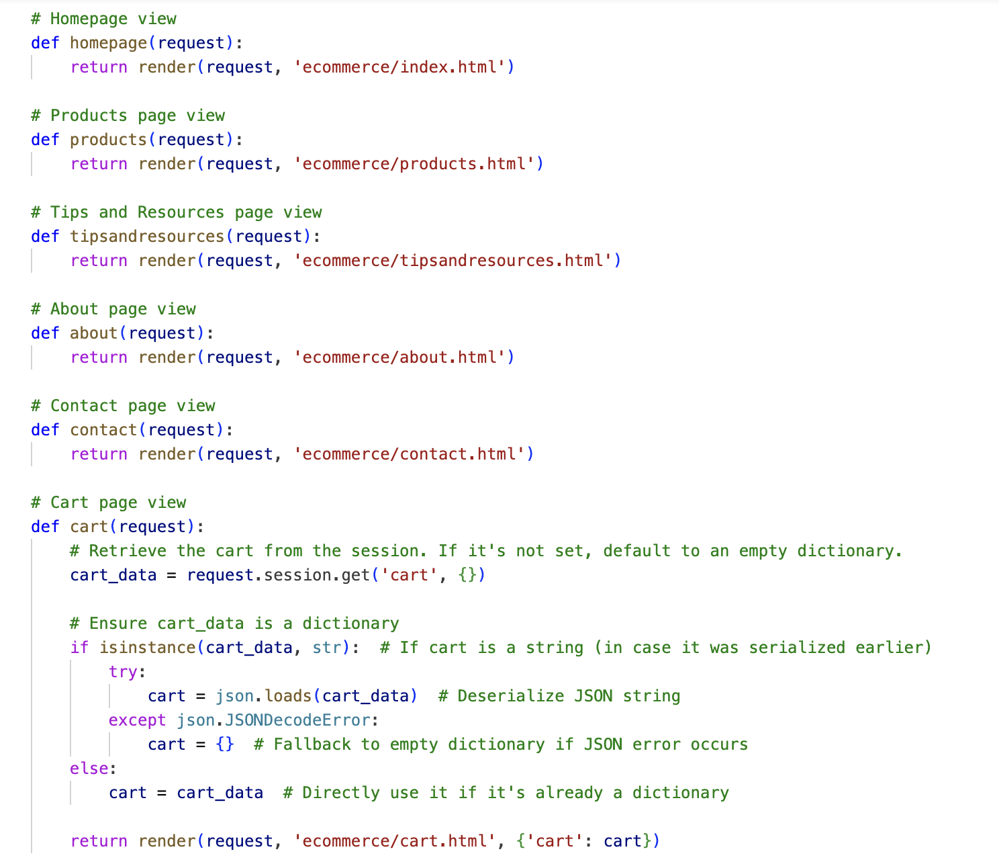 # Homepage view
def homepage(request):
    return render(request, 'ecommerce/index.html')

# Products page view
def products(request):
    return render(request, 'ecommerce/products.html')

# Tips and Resources page view
def tipsandresources(request):
    return render(request, 'ecommerce/tipsandresources.html')

# About page view
def about(request):
    return render(request, 'ecommerce/about.html')

# Contact page view
def contact(request):
    return render(request, 'ecommerce/contact.html')

# Cart page view
def cart(request):
    # Retrieve the cart from the session. If it's not set, default to an empty dictionary.
    cart_data = request.session.get('cart', {})

    # Ensure cart_data is a dictionary
    if isinstance(cart_data, str):  # If cart is a string (in case it was serialized earlier)
        try:
            cart = json.loads(cart_data)  # Deserialize JSON string
        except json.JSONDecodeError:
            cart = {}  # Fallback to empty dictionary if JSON error occurs
    else:
        cart = cart_data  # Directly use it if it's already a dictionary

    return render(request, 'ecommerce/cart.html', {'cart': cart})